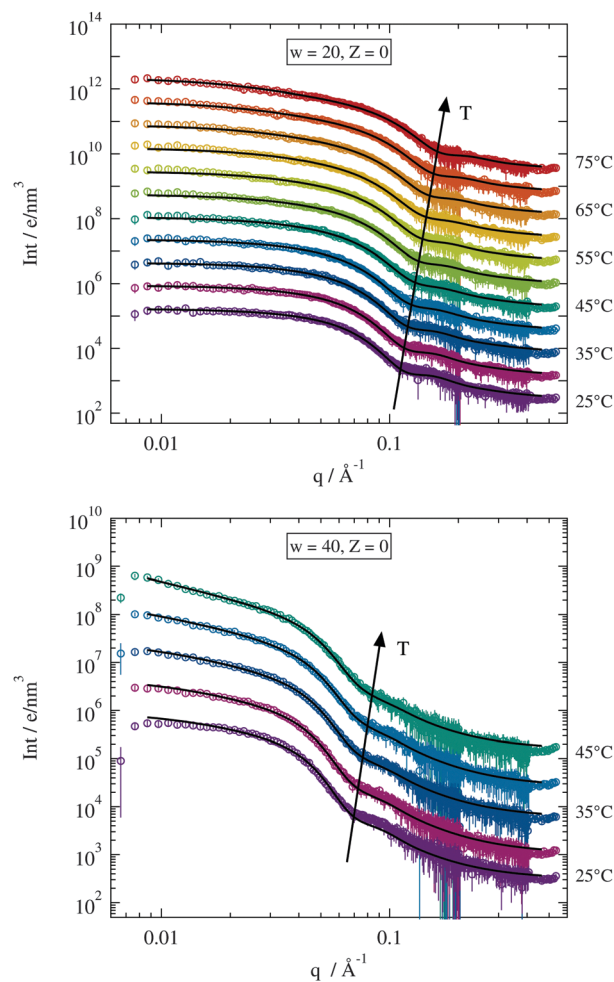 w = 20, Z = 0
10^14
10^12
10^10
10^8
10^6
10^4
10^2
Int / e/nm^3
T
75°C
65°C
55°C
45°C
35°C
25°C
0.01
0.1
q / Å^-1
w = 40, Z = 0
10^10
10^9
10^8
10^7
10^6
10^5
10^4
10^3
10^2
Int / e/nm^3
T
45°C
35°C
25°C
0.01
0.1
q / Å^-1